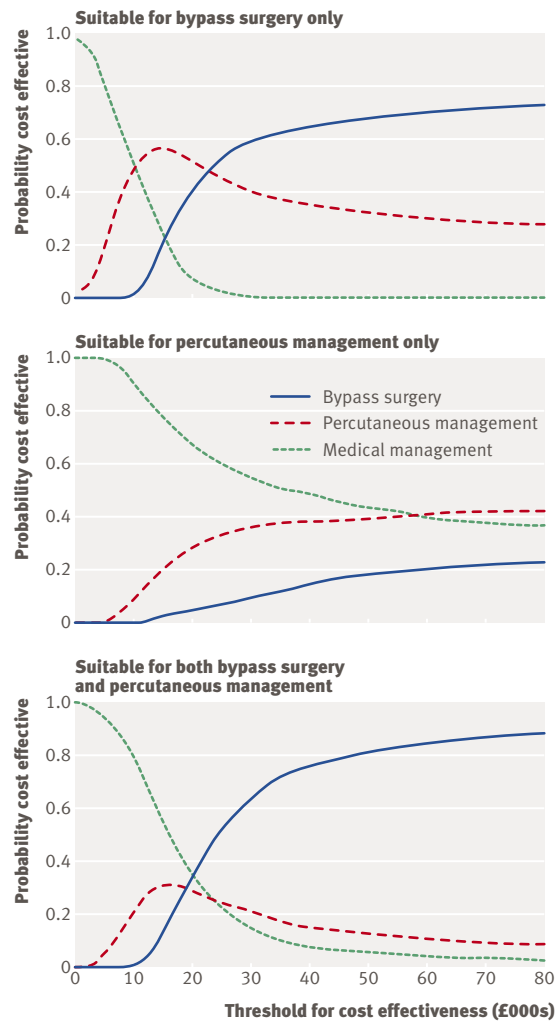 Suitable for bypass surgery only
Probability cost effective
1.0
0.8
0.6
0.4
0.2
0
Suitable for percutaneous management only
Probability cost effective
1.0
0.8
0.6
0.4
0.2
0
Bypass surgery
Percutaneous management
Medical management
Suitable for both bypass surgery
and percutaneous management
Probability cost effective
1.0
0.8
0.6
0.4
0.2
0
0 10 20 30 40 50 60 70 80
Threshold for cost effectiveness (£000s)